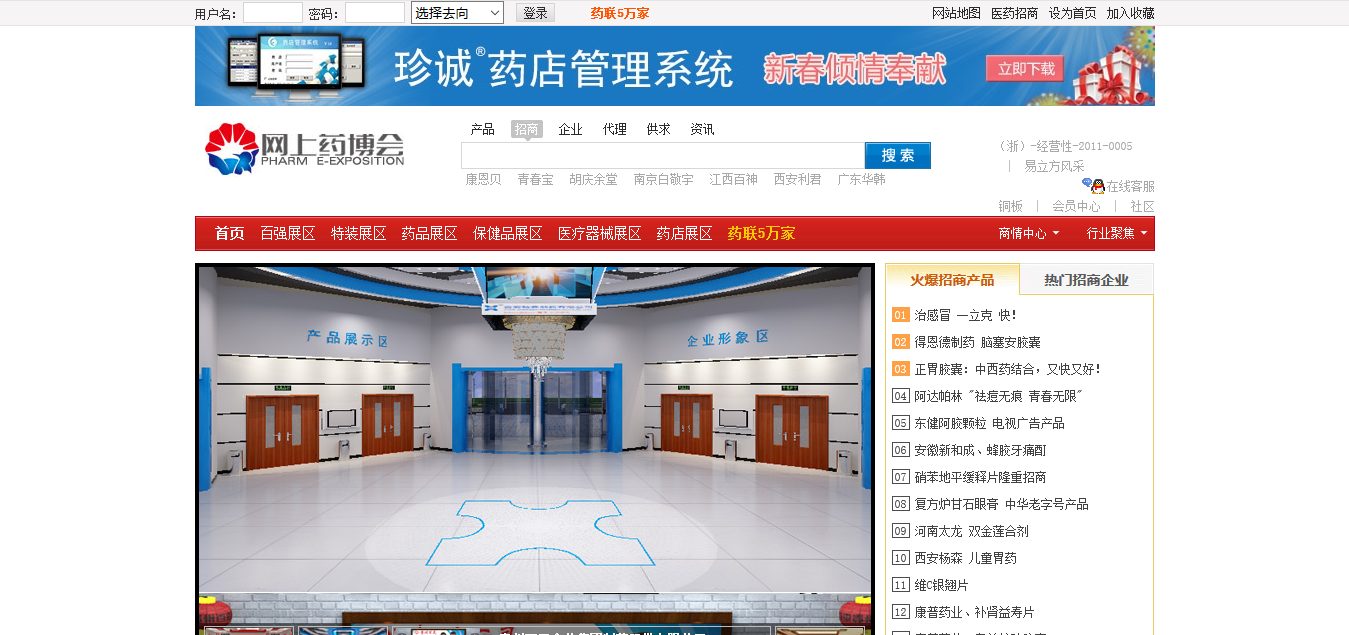 用户名： 密码： 选择去向 登录 药联5万家 网站地图 医药招商 设为首页 加入收藏
珍诚®药店管理系统 新春倾情奉献 立即下载
网上药博会
PHARM E-EXPOSITION
产品 招商 企业 代理 供求 资讯
搜 索
康恩贝 青春宝 胡庆余堂 南京白敬宇 江西百神 西安利君 广东华韩
（浙）-经营性-2011-0005
| 易立方风采
在线客服
铜板 | 会员中心 | 社区
首页 百强展区 特装展区 药品展区 保健品展区 医疗器械展区 药店展区 药联5万家 商情中心 行业聚焦
产品展示区
企业形象区
火爆招商产品 热门招商企业
01 治感冒 一立克 快！
02 得恩德制药 脑塞安胶囊
03 正胃胶囊：中西药结合，又快又好！
04 阿达帕林 "祛痘无痕 青春无限"
05 东健阿胶颗粒 电视广告产品
06 安徽新和成、蜂胶牙痛酊
07 硝苯地平缓释片隆重招商
08 复方炉甘石眼膏 中华老字号产品
09 河南太龙 双金莲合剂
10 西安杨森 儿童胃药
11 维C银翘片
12 康普药业、补肾益寿片